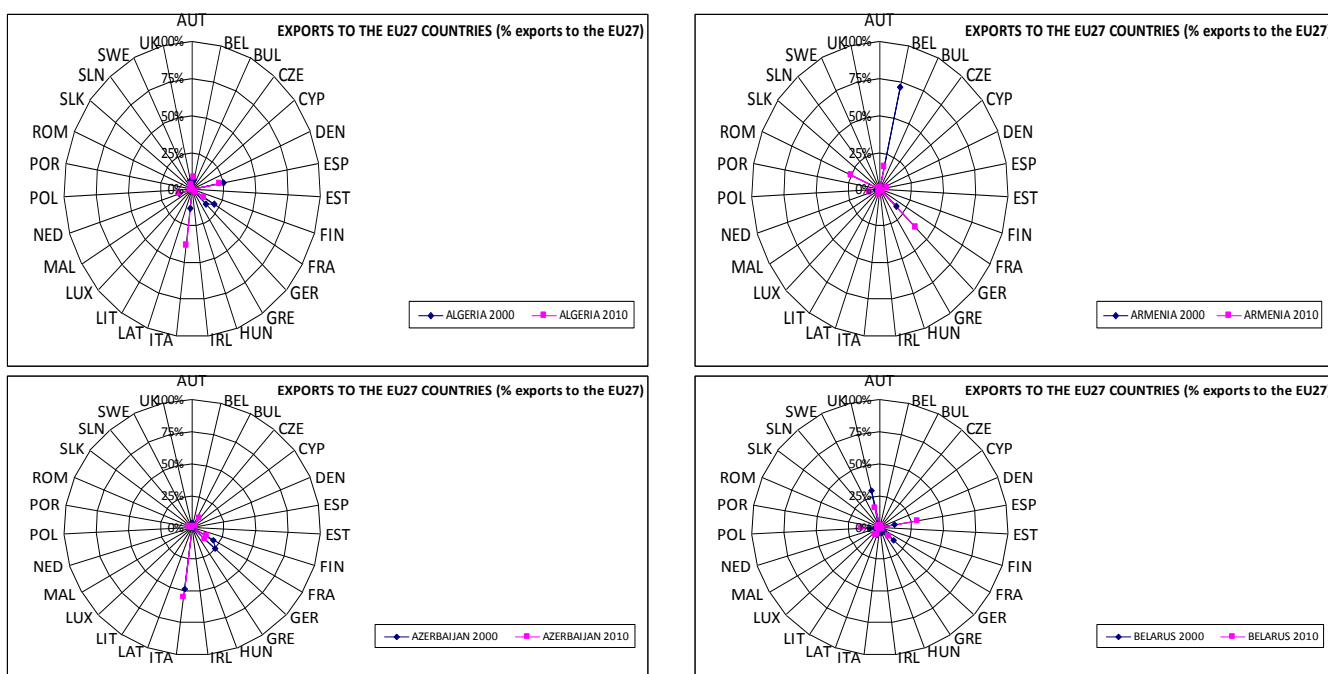 EXPORTS TO THE EU27 COUNTRIES (% exports to the EU27)
AUT
BEL
BUL
CZE
CYP
DEN
ESP
EST
FIN
FRA
GER
GRE
HUN
IRL
ITA
LAT
LIT
LUX
MAL
NED
POL
POR
ROM
SLK
SLN
SWE
UK
100%
75%
50%
25%
0%
ALGERIA 2000
ALGERIA 2010
EXPORTS TO THE EU27 COUNTRIES (% exports to the EU27)
AUT
BEL
BUL
CZE
CYP
DEN
ESP
EST
FIN
FRA
GER
GRE
HUN
IRL
ITA
LAT
LIT
LUX
MAL
NED
POL
POR
ROM
SLK
SLN
SWE
UK
100%
75%
50%
25%
0%
ARMENIA 2000
ARMENIA 2010
EXPORTS TO THE EU27 COUNTRIES (% exports to the EU27)
AUT
BEL
BUL
CZE
CYP
DEN
ESP
EST
FIN
FRA
GER
GRE
HUN
IRL
ITA
LAT
LIT
LUX
MAL
NED
POL
POR
ROM
SLK
SLN
SWE
UK
100%
75%
50%
25%
0%
AZERBAIJAN 2000
AZERBAIJAN 2010
EXPORTS TO THE EU27 COUNTRIES (% exports to the EU27)
AUT
BEL
BUL
CZE
CYP
DEN
ESP
EST
FIN
FRA
GER
GRE
HUN
IRL
ITA
LAT
LIT
LUX
MAL
NED
POL
POR
ROM
SLK
SLN
SWE
UK
100%
75%
50%
25%
0%
BELARUS 2000
BELARUS 2010